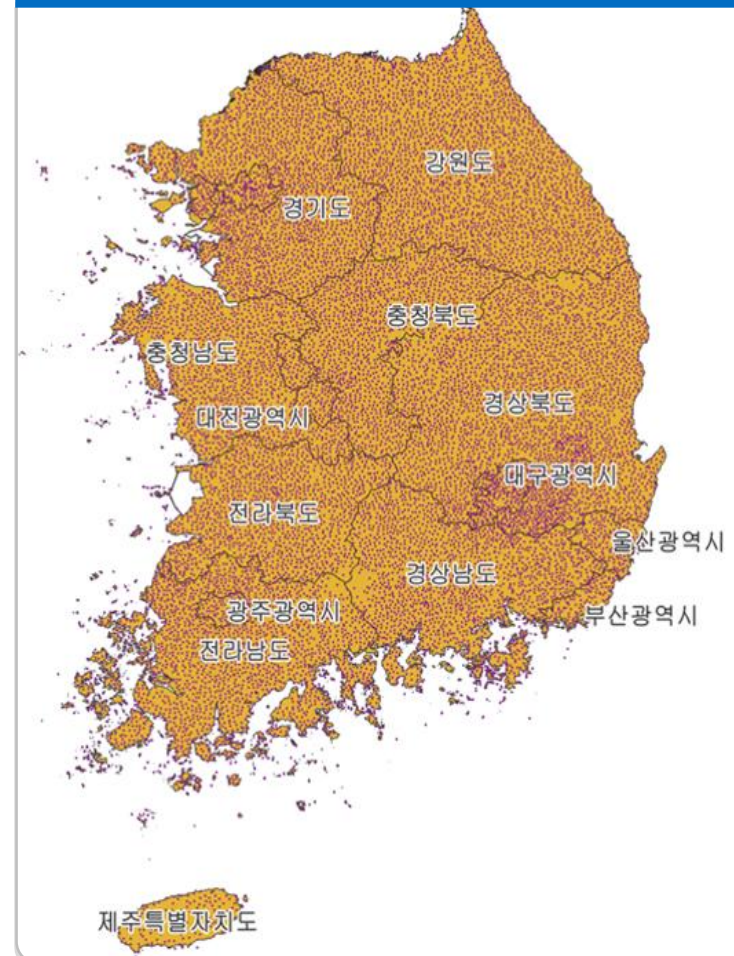 강원도
경기도
충청북도
충청남도
경상북도
대전광역시
대구광역시
전라북도
울산광역시
경상남도
광주광역시
부산광역시
전라남도
제주특별자치도